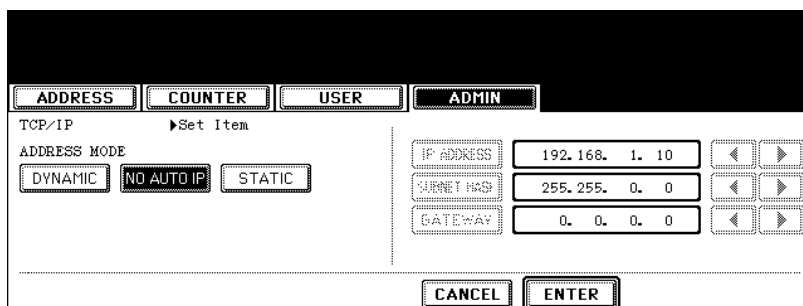 ADDRESS COUNTER USER ADMIN
TCP/IP ▶Set Item
ADDRESS MODE
DYNAMIC NO AUTO IP STATIC
IP ADDRESS 192.168. 1. 10
SUBNET MASK 255.255. 0. 0
GATEWAY 0. 0. 0. 0
CANCEL ENTER